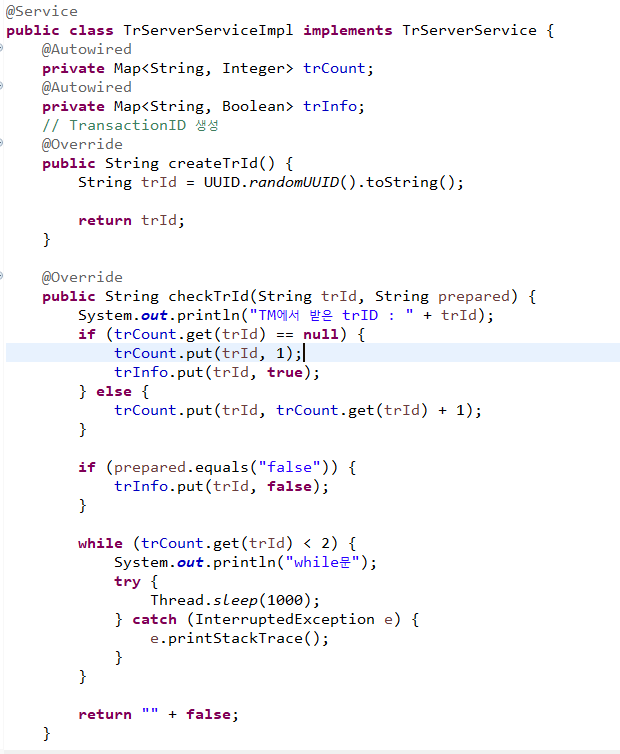 @Service
public class TrServerServiceImpl implements TrServerService {
    @Autowired
    private Map<String, Integer> trCount;
    @Autowired
    private Map<String, Boolean> trInfo;
    // TransactionID 생성
    @Override
    public String createTrId() {
        String trId = UUID.randomUUID().toString();

        return trId;
    }

    @Override
    public String checkTrId(String trId, String prepared) {
        System.out.println("TM에서 받은 trID : " + trId);
        if (trCount.get(trId) == null) {
            trCount.put(trId, 1);
            trInfo.put(trId, true);
        } else {
            trCount.put(trId, trCount.get(trId) + 1);
        }

        if (prepared.equals("false")) {
            trInfo.put(trId, false);
        }

        while (trCount.get(trId) < 2) {
            System.out.println("while문");
            try {
                Thread.sleep(1000);
            } catch (InterruptedException e) {
                e.printStackTrace();
            }
        }

        return "" + false;
    }